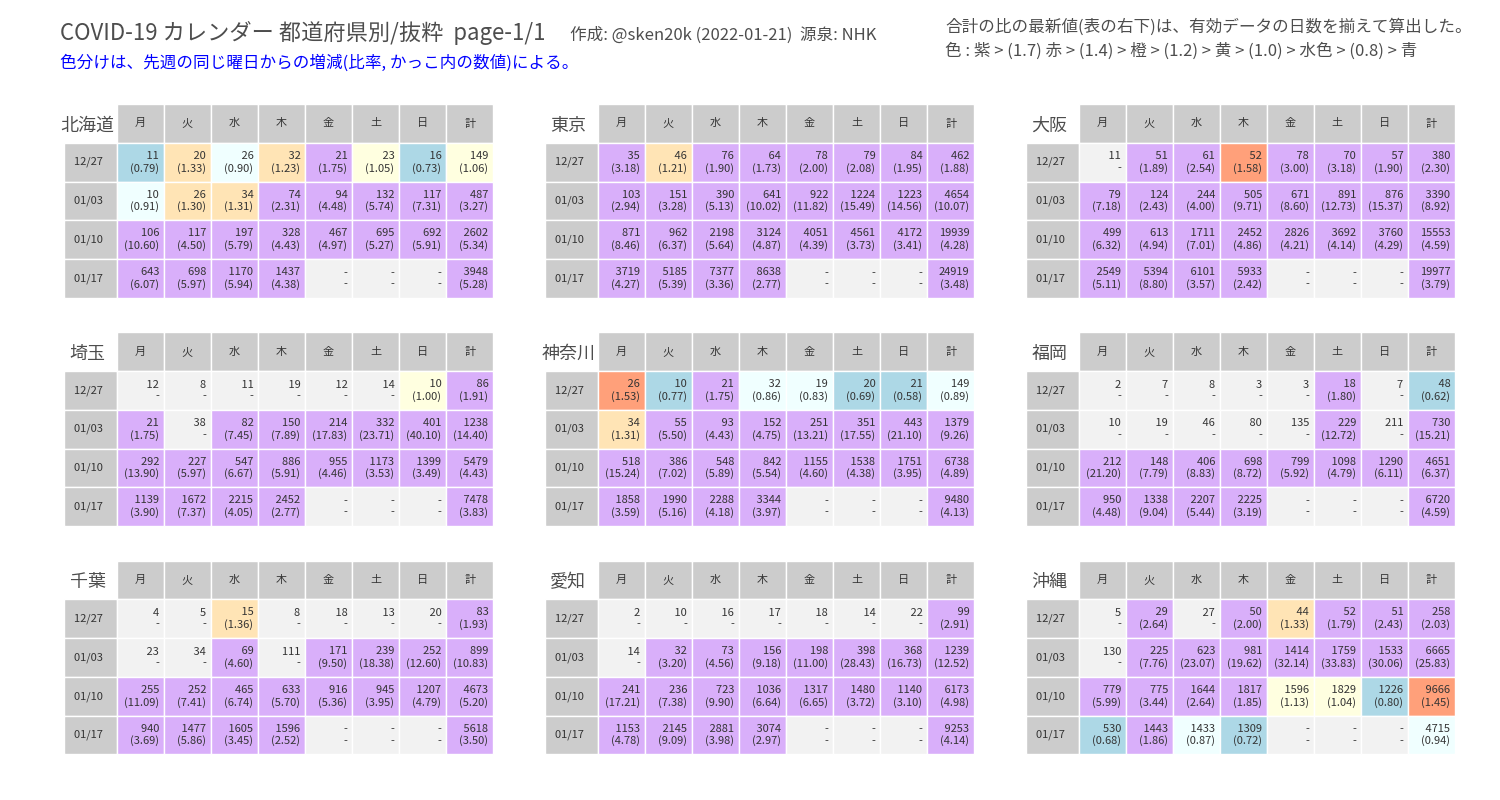 COVID-19 カレンダー 都道府県別/抜粋 page-1/1 作成: @sken20k (2022-01-21) 源泉: NHK
合計の比の最新値(表の右下)は、有効データの日数を揃えて算出した。
色分けは、先週の同じ曜日からの増減(比率, かっこ内の数値)による。
色 : 紫 > (1.7) 赤 > (1.4) 橙 > (1.2) 黄 > (1.0) > 水色 > (0.8) > 青
北海道 月 火 水 木 金 土 日 計
12/27 11 20 26 32 21 23 16 149
(0.79) (1.33) (0.90) (1.23) (1.75) (1.05) (0.73) (1.06)
01/03 10 26 34 74 94 132 117 487
(0.91) (1.30) (1.31) (2.31) (4.48) (5.74) (7.31) (3.27)
01/10 106 117 197 328 467 695 692 2602
(10.60) (4.50) (5.79) (4.43) (4.97) (5.27) (5.91) (5.34)
01/17 643 698 1170 1437 - - - 3948
(6.07) (5.97) (5.94) (4.38) - - - (5.28)
東京 月 火 水 木 金 土 日 計
12/27 35 46 76 64 78 79 84 462
(3.18) (1.21) (1.90) (1.73) (2.00) (2.08) (1.95) (1.88)
01/03 103 151 390 641 922 1224 1223 4654
(2.94) (3.28) (5.13) (10.02) (11.82) (15.49) (14.56) (10.07)
01/10 871 962 2198 3124 4051 4561 4172 19939
(8.46) (6.37) (5.64) (4.87) (4.39) (3.73) (3.41) (4.28)
01/17 3719 5185 7377 8638 - - - 24919
(4.27) (5.39) (3.36) (2.77) - - - (3.48)
大阪 月 火 水 木 金 土 日 計
12/27 11 51 61 52 78 70 57 380
- (1.89) (2.54) (1.58) (3.00) (3.18) (1.90) (2.30)
01/03 79 124 244 505 671 891 876 3390
(7.18) (2.43) (4.00) (9.71) (8.60) (12.73) (15.37) (8.92)
01/10 499 613 1711 2452 2826 3692 3760 15553
(6.32) (4.94) (7.01) (4.86) (4.21) (4.14) (4.29) (4.59)
01/17 2549 5394 6101 5933 - - - 19977
(5.11) (8.80) (3.57) (2.42) - - - (3.79)
埼玉 月 火 水 木 金 土 日 計
12/27 12 8 11 19 12 14 10 86
- - - - - - (1.00) (1.91)
01/03 21 38 82 150 214 332 401 1238
(1.75) - (7.45) (7.89) (17.83) (23.71) (40.10) (14.40)
01/10 292 227 547 886 955 1173 1399 5479
(13.90) (5.97) (6.67) (5.91) (4.46) (3.53) (3.49) (4.43)
01/17 1139 1672 2215 2452 - - - 7478
(3.90) (7.37) (4.05) (2.77) - - - (3.83)
神奈川 月 火 水 木 金 土 日 計
12/27 26 10 21 32 19 20 21 149
(1.53) (0.77) (1.75) (0.86) (0.83) (0.69) (0.58) (0.89)
01/03 34 55 93 152 251 351 443 1379
(1.31) (5.50) (4.43) (4.75) (13.21) (17.55) (21.10) (9.26)
01/10 518 386 548 842 1155 1538 1751 6738
(15.24) (7.02) (5.89) (5.54) (4.60) (4.38) (3.95) (4.89)
01/17 1858 1990 2288 3344 - - - 9480
(3.59) (5.16) (4.18) (3.97) - - - (4.13)
福岡 月 火 水 木 金 土 日 計
12/27 2 7 8 3 3 18 7 48
- - - - - (1.80) - (0.62)
01/03 10 19 46 80 135 229 211 730
- - - - - (12.72) - (15.21)
01/10 212 148 406 698 799 1098 1290 4651
(21.20) (7.79) (8.83) (8.72) (5.92) (4.79) (6.11) (6.37)
01/17 950 1338 2207 2225 - - - 6720
(4.48) (9.04) (5.44) (3.19) - - - (4.59)
千葉 月 火 水 木 金 土 日 計
12/27 4 5 15 8 18 13 20 83
- - (1.36) - - - - (1.93)
01/03 23 34 69 111 171 239 252 899
- - (4.60) - (9.50) (18.38) (12.60) (10.83)
01/10 255 252 465 633 916 945 1207 4673
(11.09) (7.41) (6.74) (5.70) (5.36) (3.95) (4.79) (5.20)
01/17 940 1477 1605 1596 - - - 5618
(3.69) (5.86) (3.45) (2.52) - - - (3.50)
愛知 月 火 水 木 金 土 日 計
12/27 2 10 16 17 18 14 22 99
- - - - - - - (2.91)
01/03 14 32 73 156 198 398 368 1239
- (3.20) (4.56) (9.18) (11.00) (28.43) (16.73) (12.52)
01/10 241 236 723 1036 1317 1480 1140 6173
(17.21) (7.38) (9.90) (6.64) (6.65) (3.72) (3.10) (4.98)
01/17 1153 2145 2881 3074 - - - 9253
(4.78) (9.09) (3.98) (2.97) - - - (4.14)
沖縄 月 火 水 木 金 土 日 計
12/27 5 29 27 50 44 52 51 258
- (2.64) - (2.00) (1.33) (1.79) (2.43) (2.03)
01/03 130 225 623 981 1414 1759 1533 6665
- (7.76) (23.07) (19.62) (32.14) (33.83) (30.06) (25.83)
01/10 779 775 1644 1817 1596 1829 1226 9666
(5.99) (3.44) (2.64) (1.85) (1.13) (1.04) (0.80) (1.45)
01/17 530 1443 1433 1309 - - - 4715
(0.68) (1.86) (0.87) (0.72) - - - (0.94)